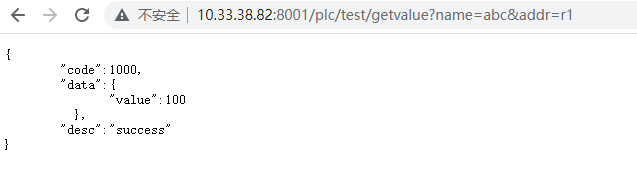 不安全 | 10.33.38.82:8001/plc/test/getvalue?name=abc&addr=r1
{
"code":1000,
"data":{
"value":100
},
"desc":"success"
}